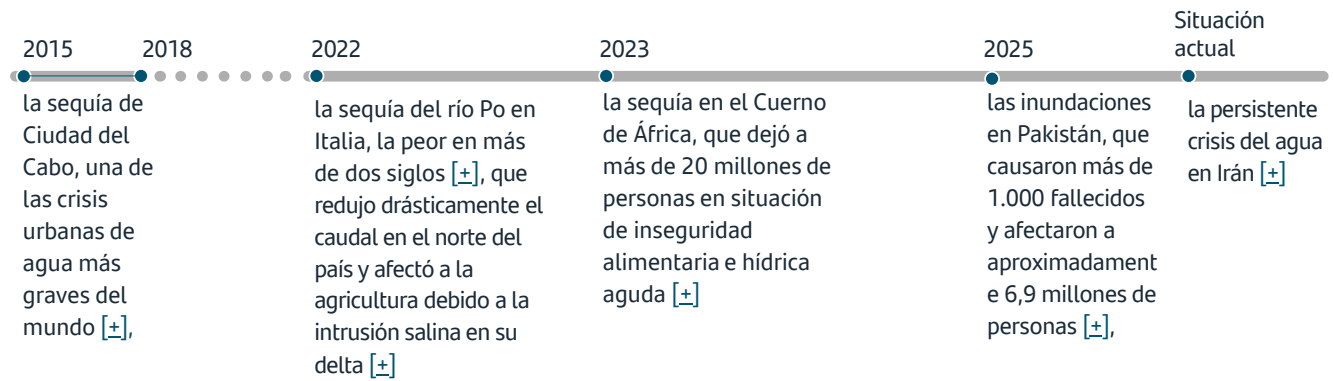 2015
la sequía de
Ciudad del
Cabo, una de
las crisis
urbanas de
agua más
graves del
mundo [+],
2018
2022
la sequía del río Po en
Italia, la peor en más
de dos siglos [+], que
redujo drásticamente el
caudal en el norte del
país y afectó a la
agricultura debido a la
intrusión salina en su
delta [+]
2023
la sequía en el Cuerno
de África, que dejó a
más de 20 millones de
personas en situación
de inseguridad
alimentaria e hídrica
aguda [+]
2025
las inundaciones
en Pakistán, que
causaron más de
1.000 fallecidos
y afectaron a
aproximadament
e 6,9 millones de
personas [+],
Situación
actual
la persistente
crisis del agua
en Irán [+]